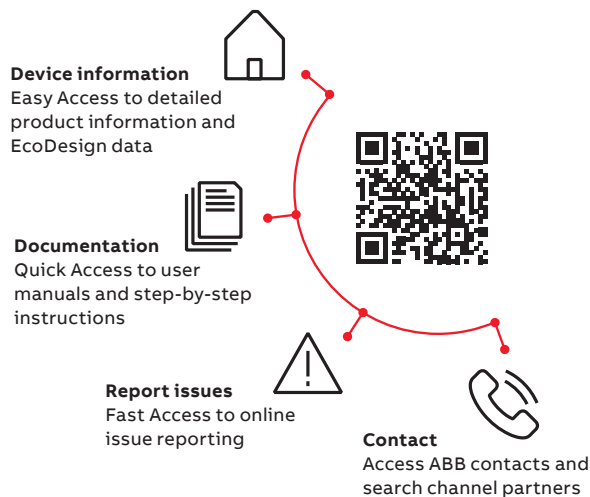 Device information
Easy Access to detailed
product information and
EcoDesign data
Documentation
Quick Access to user
manuals and step-by-step
instructions
Report issues
Fast Access to online
issue reporting
Contact
Access ABB contacts and
search channel partners